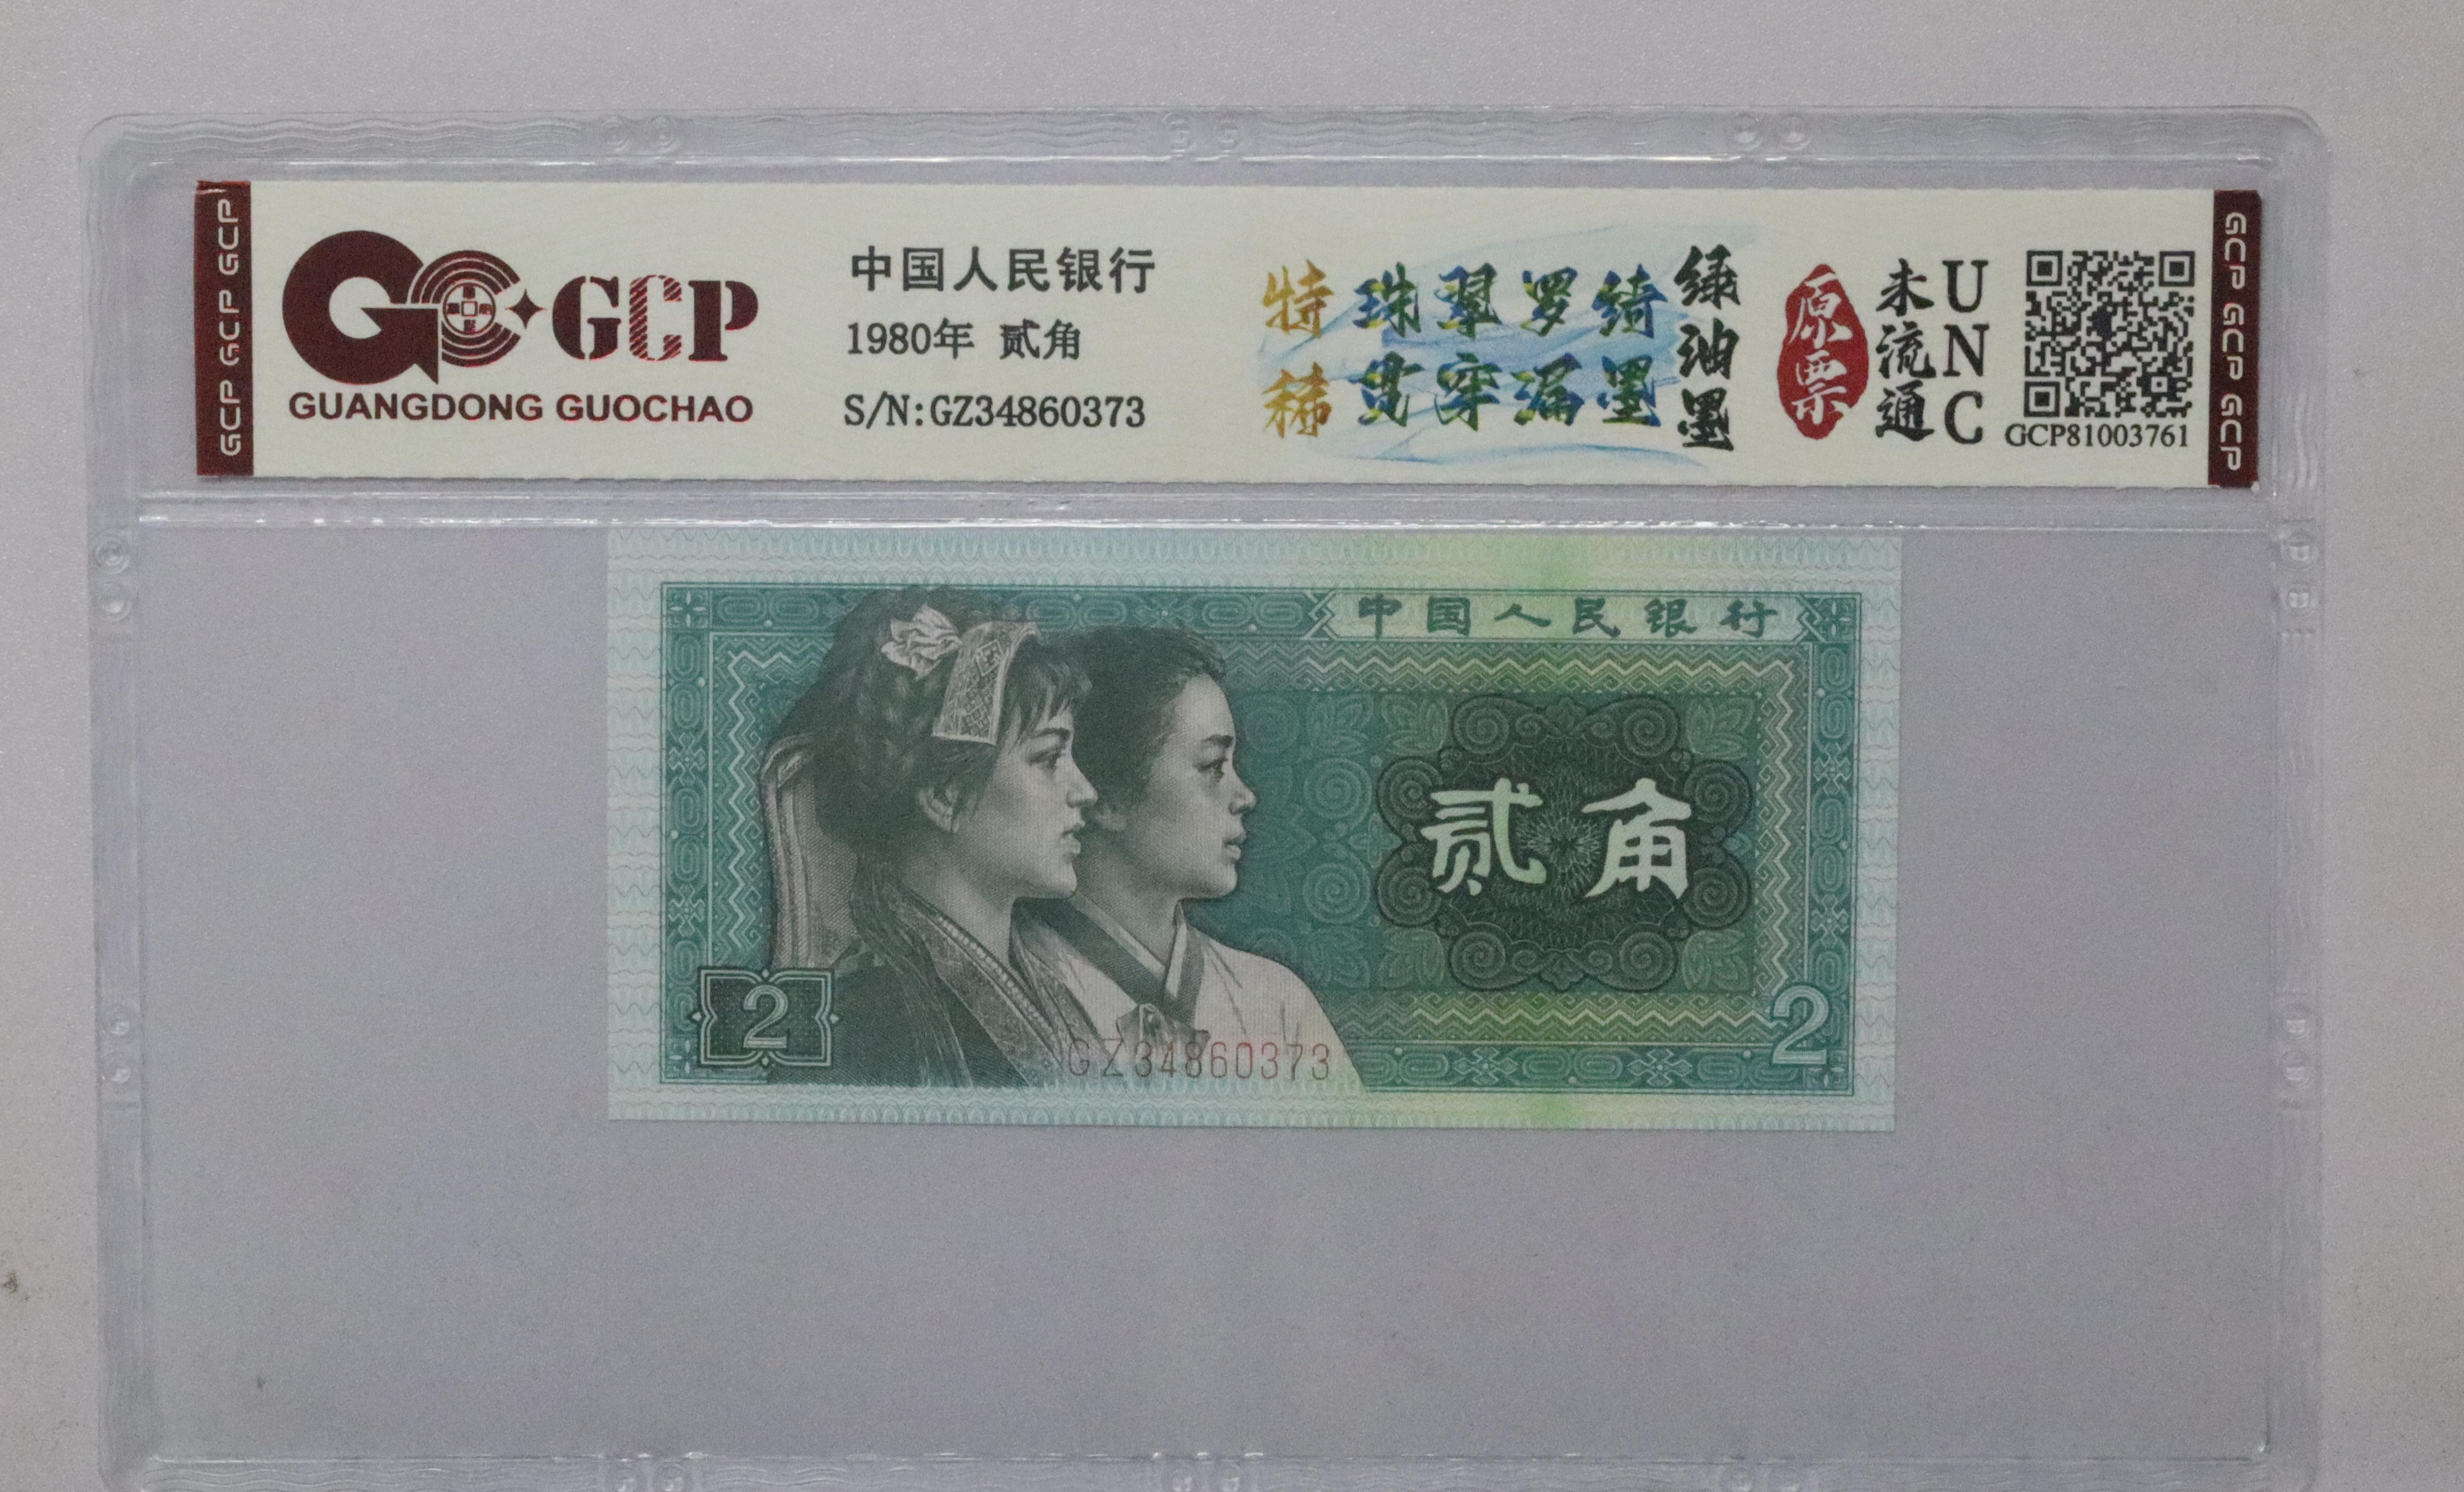 GCP GCP GCP
GCP
GUANGDONG GUOCHAO
中国人民银行
1980年 贰角
S/N:GZ34860373
特稀
珠翠罗绮
贯穿漏墨
绿油墨
原票
未流通
UNC
GCP81003761
GCP GCP GCP
中国人民银行
贰角
2
2
GZ34860373